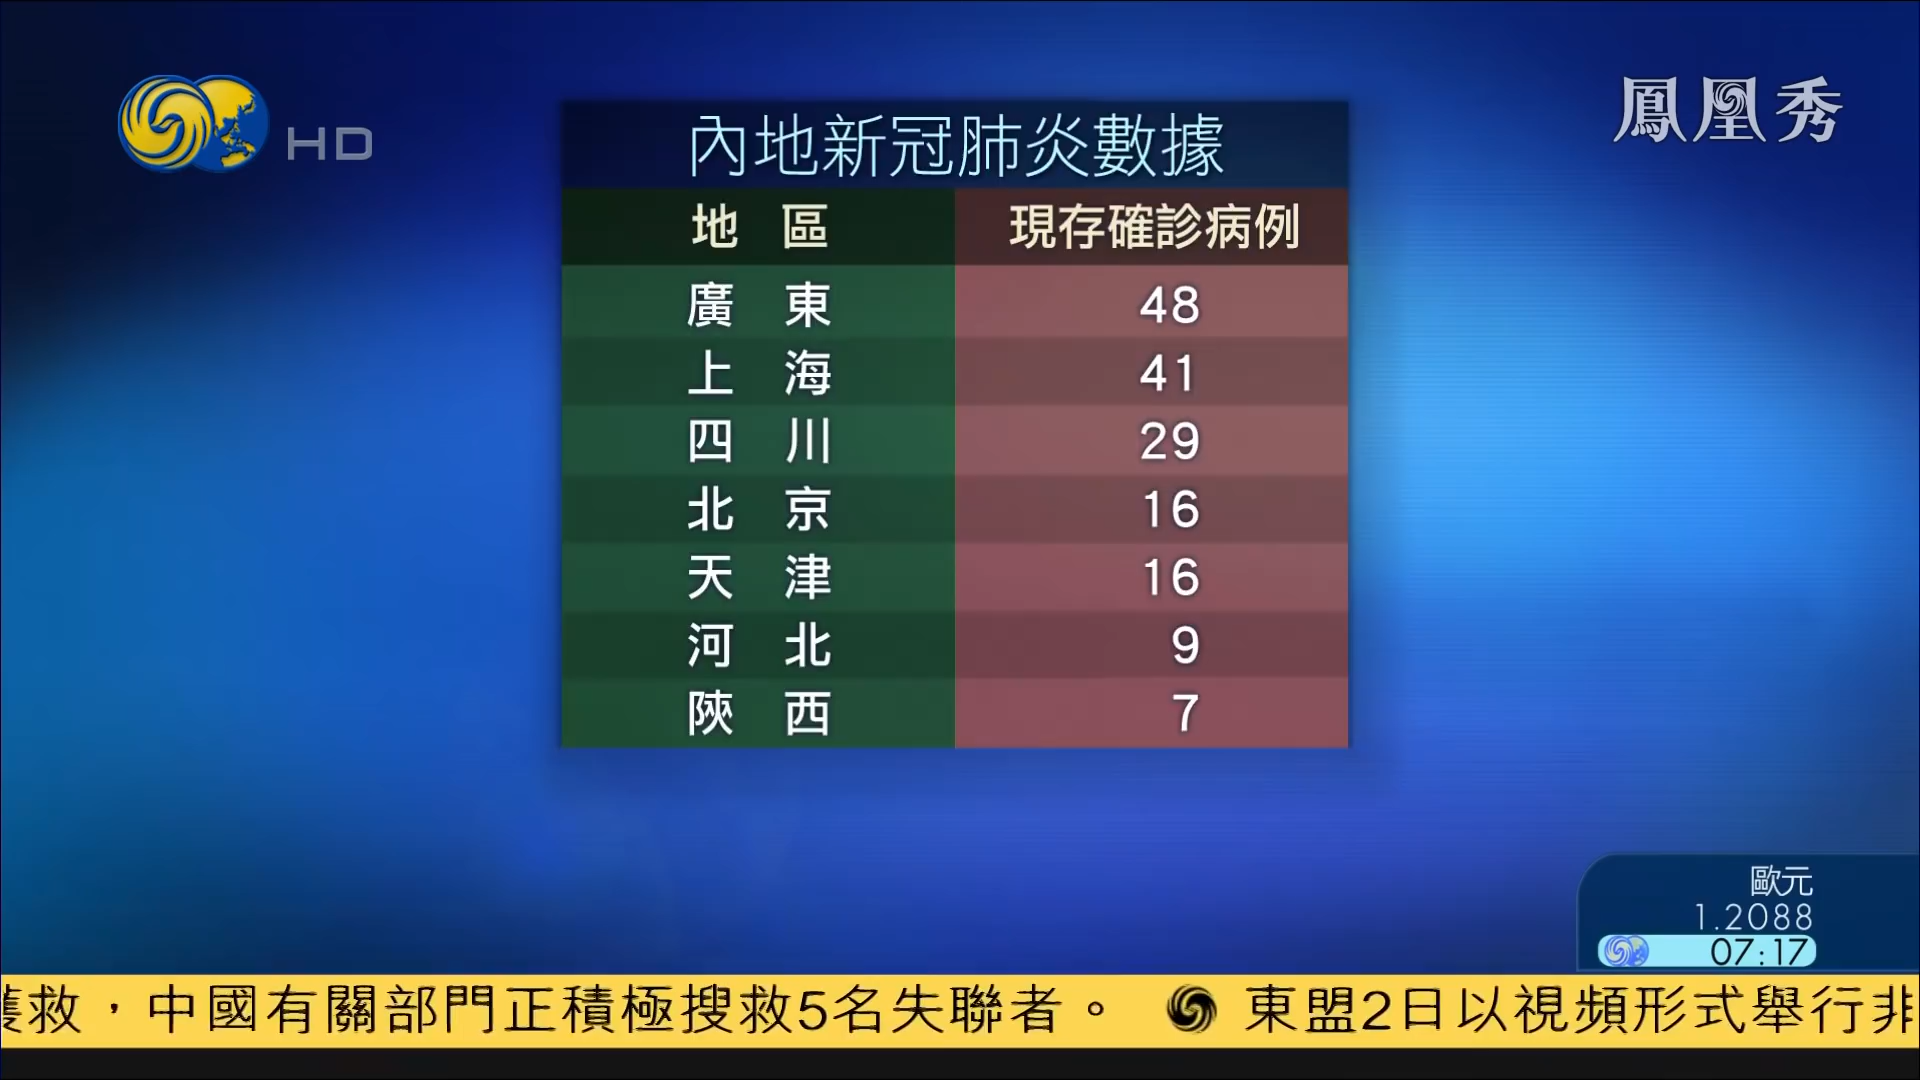 HD
鳳凰秀
內地新冠肺炎數據
地 區 現存確診病例
廣 東 48
上 海 41
四 川 29
北 京 16
天 津 16
河 北 9
陝 西 7
歐元
1.2088
07:17
救，中國有關部門正積極搜救5名失聯者。 東盟2日以視頻形式舉行非